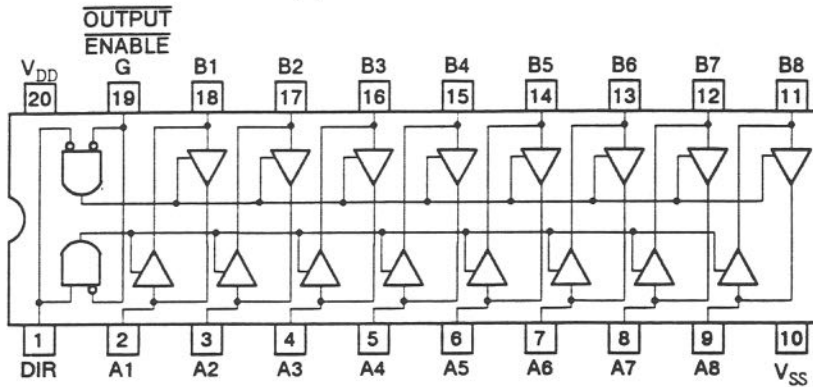 OUTPUT
ENABLE
V_DD G B1 B2 B3 B4 B5 B6 B7 B8
20 19 18 17 16 15 14 13 12 11
1 2 3 4 5 6 7 8 9 10
DIR A1 A2 A3 A4 A5 A6 A7 A8 V_SS